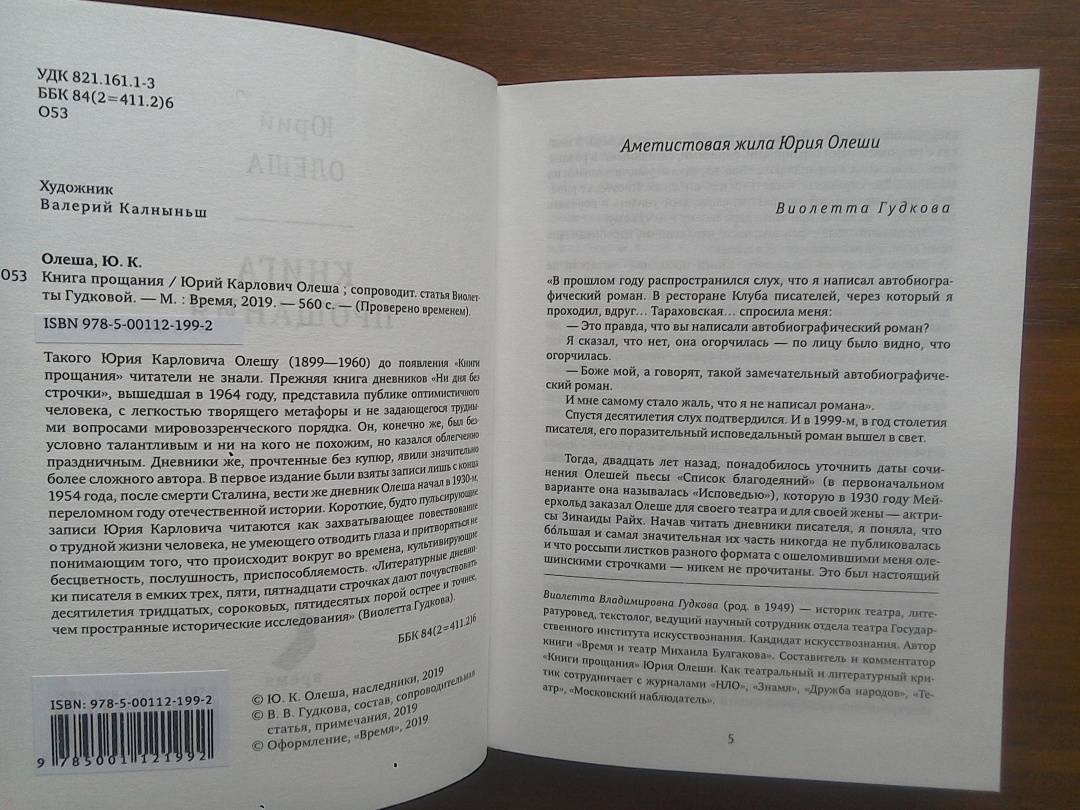 УДК 821.161.1-3
ББК 84(2=411.2)6
О53
Художник
Валерий Калныньш
Олеша, Ю. К.
О53 Книга прощания / Юрий Карлович Олеша ; сопроводит. статья Виолет-
ты Гудковой. — М. : Время, 2019. — 560 с. — (Проверено временем).
ISBN 978-5-00112-199-2
Такого Юрия Карловича Олешу (1899—1960) до появления «Книги
прощания» читатели не знали. Прежняя книга дневников «Ни дня без
строчки», вышедшая в 1964 году, представила публике оптимистичного
человека, с легкостью творящего метафоры и не задающегося трудны-
ми вопросами мировоззренческого порядка. Он, конечно же, был без-
условно талантливым и ни на кого не похожим, но казался облегченно
праздничным. Дневники же, прочтенные без купюр, явили значительно
более сложного автора. В первое издание были взяты записи лишь с конца
1954 года, после смерти Сталина, вести же дневник Олеша начал в 1930-м,
переломном году отечественной истории. Короткие, будто пульсирующие
записи Юрия Карловича читаются как захватывающее повествование
о трудной жизни человека, не умеющего отводить глаза и притворяться не
понимающим того, что происходит вокруг во времена, культивирующие
бесцветность, послушность, приспособляемость. «Литературные дневни-
ки писателя в емких трех, пяти, пятнадцати строчках дают почувствовать
десятилетия тридцатых, сороковых, пятидесятых порой острее и точнее,
чем пространные исторические исследования» (Виолетта Гудкова).
ББК 84(2=411.2)6
ISBN: 978-5-00112-199-2
9 785001 121992
© Ю. К. Олеша, наследники, 2019
© В. В. Гудкова, состав, сопроводительная
статья, примечания, 2019
© Оформление, «Время», 2019
Аметистовая жила Юрия Олеши
Виолетта Гудкова
«В прошлом году распространился слух, что я написал автобиогра-
фический роман. В ресторане Клуба писателей, через который я
проходил, вдруг… Тараховская… спросила меня:
— Это правда, что вы написали автобиографический роман?
Я сказал, что нет, она огорчилась — по лицу было видно, что
огорчилась.
— Боже мой, а говорят, такой замечательный автобиографиче-
ский роман.
И мне самому стало жаль, что я не написал романа».
Спустя десятилетия слух подтвердился. И в 1999-м, в год столетия
писателя, его поразительный исповедальный роман вышел в свет.
Тогда, двадцать лет назад, понадобилось уточнить даты сочи-
нения Олешей пьесы «Список благодеяний» (в первоначальном
варианте она называлась «Исповедью»), которую в 1930 году Мей-
ерхольд заказал Олеше для своего театра и для своей жены — актри-
сы Зинаиды Райх. Начав читать дневники писателя, я поняла, что
бо́льшая и самая значительная их часть никогда не публиковалась
и что россыпи листков разного формата с ошеломившими меня оле-
шинскими строчками — никем не прочитаны. Это был настоящий
Виолетта Владимировна Гудкова (род. в 1949) — историк театра, лите-
ратуровед, текстолог, ведущий научный сотрудник отдела театра Государ-
ственного института искусствознания. Кандидат искусствознания. Автор
книги «Время и театр Михаила Булгакова». Составитель и комментатор
«Книги прощания» Юрия Олеши. Как театральный и литературный кри-
тик сотрудничает с журналами «НЛО», «Знамя», «Дружба народов», «Те-
атр», «Московский наблюдатель».
5